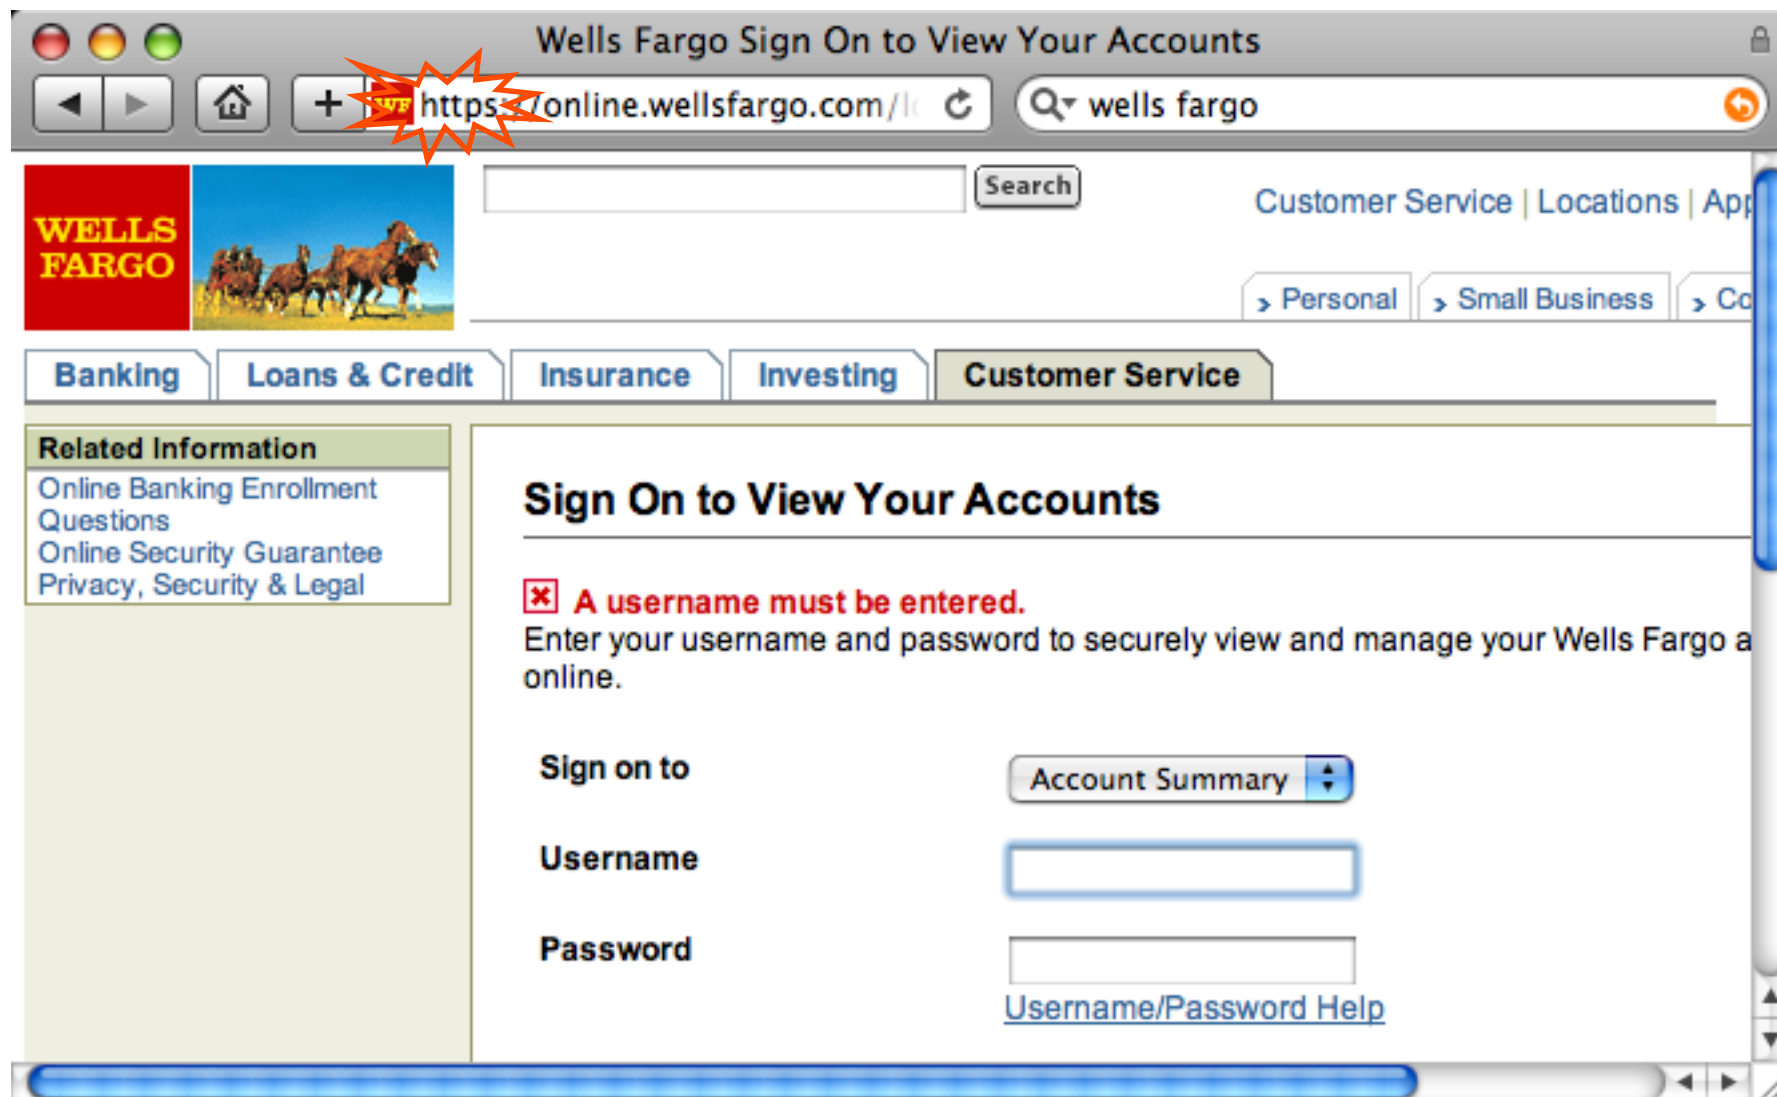 Wells Fargo Sign On to View Your Accounts
WF https://online.wellsfargo.com/l
wells fargo
WELLS
FARGO
Search
Customer Service | Locations | App
Personal
Small Business
Co
Banking
Loans & Credit
Insurance
Investing
Customer Service
Related Information
Online Banking Enrollment
Questions
Online Security Guarantee
Privacy, Security & Legal
Sign On to View Your Accounts
A username must be entered.
Enter your username and password to securely view and manage your Wells Fargo a
online.
Sign on to
Account Summary
Username
Password
Username/Password Help